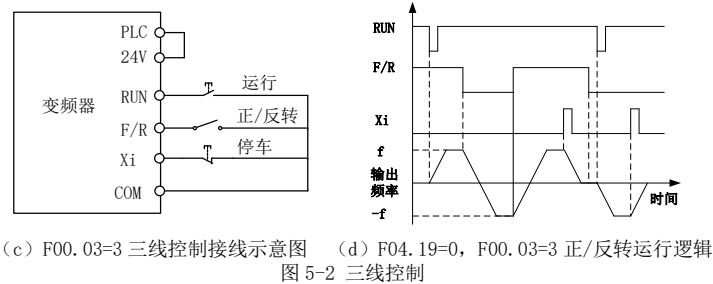 PLC
24V
变频器
RUN
运行
F/R
正/反转
Xi
停车
COM
RUN
F/R
Xi
f
输出
频率
-f
时间
（c）F00.03=3 三线控制接线示意图
（d）F04.19=0，F00.03=3 正/反转运行逻辑
图 5-2 三线控制